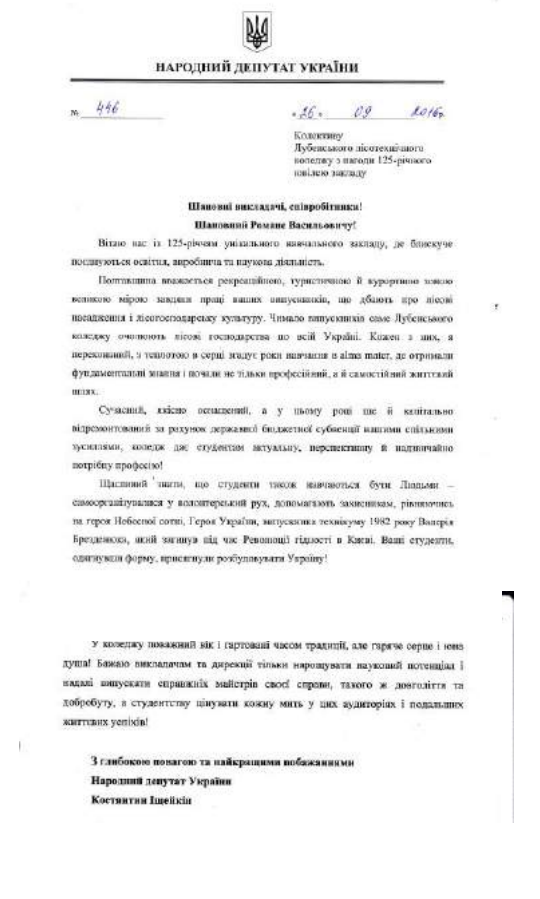 НАРОДНИЙ ДЕПУТАТ УКРАЇНИ
№ 446 «26» 09 2016р.
Колективу
Лубенського лісотехнічного
коледжу з нагоди 125-річного
ювілею закладу
Шановні викладачі, співробітники!
Шановний Романе Васильовичу!
Вітаю вас із 125-річчям унікального навчального закладу, де блискуче
поєднуються освітня, виробнича та наукова діяльність.
Полтавщина вважається рекреаційною, туристичною й курортною зоною
великою мірою завдяки праці ваших випускників, що дбають про лісові
насадження і лісогосподарську культуру. Чимало випускників саме Лубенського
коледжу очолюють лісові господарства по всій Україні. Кожен з них, я
переконаний, з теплотою в серці згадує роки навчання в alma mater, де отримали
фундаментальні знання і почали не тільки професійний, а й самостійний життєвий
шлях.
Сучасний, якісно оснащений, а у цьому році ще й капітально
відремонтований за рахунок державної бюджетної субвенції нашими спільними
зусиллями, коледж дає студентам актуальну, перспективну й надзвичайно
потрібну професію!
Щасливий знати, що студенти також навчаються бути Людьми –
самоорганізувалися у волонтерський рух, допомагають захисникам, рівняючись
на героя Небесної сотні, Героя України, випускника технікуму 1982 року Валерія
Брезденюка, який загинув під час Революції гідності в Києві. Ваші студенти,
одягнувши форму, присягнули розбудовувати Україну!
У коледжу поважний вік і гартовані часом традиції, але гаряче серце і юна
душа! Бажаю викладачам та дирекції тільки нарощувати науковий потенціал і
надалі випускати справжніх майстрів своєї справи, такого ж довголіття та
добробуту, а студентству цінувати кожну мить у цих аудиторіях і подальших
життєвих успіхів!
З глибокою повагою та найкращими побажаннями
Народний депутат України
Костянтин Іщейкін